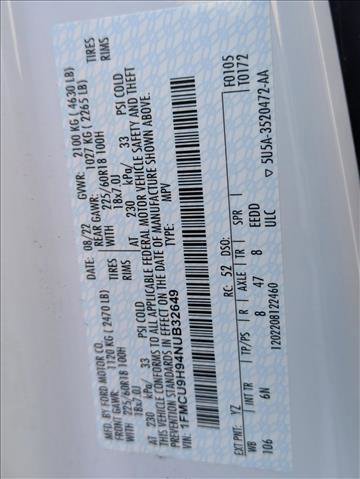 MFD. BY FORD MOTOR CO.
DATE: 08/22 GVWR: 2100 KG ( 4630 LB)
FRONT GAWR: 1120 KG ( 2470 LB) REAR GAWR: 1027 KG ( 2265 LB)
WITH 225/60R18 100H TIRES WITH 225/60R18 100H TIRES
18x7.0J RIMS 18x7.0J RIMS
AT 230 kPa/ 33 PSI COLD AT 230 kPa/ 33 PSI COLD
THIS VEHICLE CONFORMS TO ALL APPLICABLE FEDERAL MOTOR VEHICLE SAFETY AND THEFT
PREVENTION STANDARDS IN EFFECT ON THE DATE OF MANUFACTURE SHOWN ABOVE.
VIN: 1FMCU9H94NUB32649 TYPE: MPV
F0105
T0172
EXT PNT: YZ RC: 52 DSO:
WB INT TR TP/PS R AXLE TR SPR
106 6N 8 47 8 EEDD
1202208122460 ULC
▽ 5U5A-3520472-AA